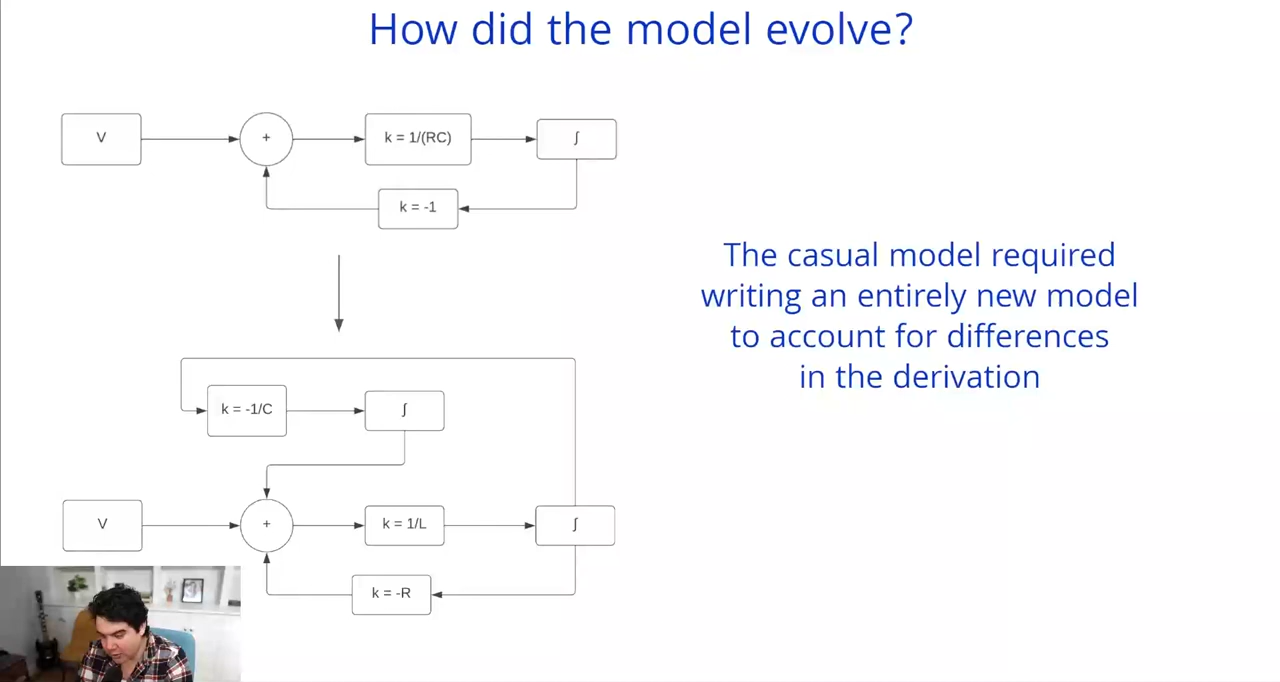 How did the model evolve?
V
+
k = 1/(RC)
∫
k = -1
The casual model required
writing an entirely new model
to account for differences
in the derivation
k = -1/C
∫
V
+
k = 1/L
∫
k = -R